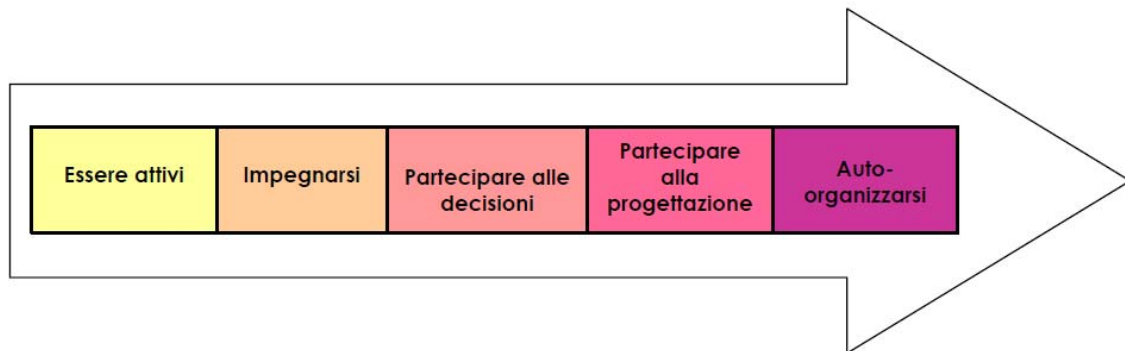 Essere attivi
Impegnarsi
Partecipare alle
decisioni
Partecipare
alla
progettazione
Auto-
organizzarsi